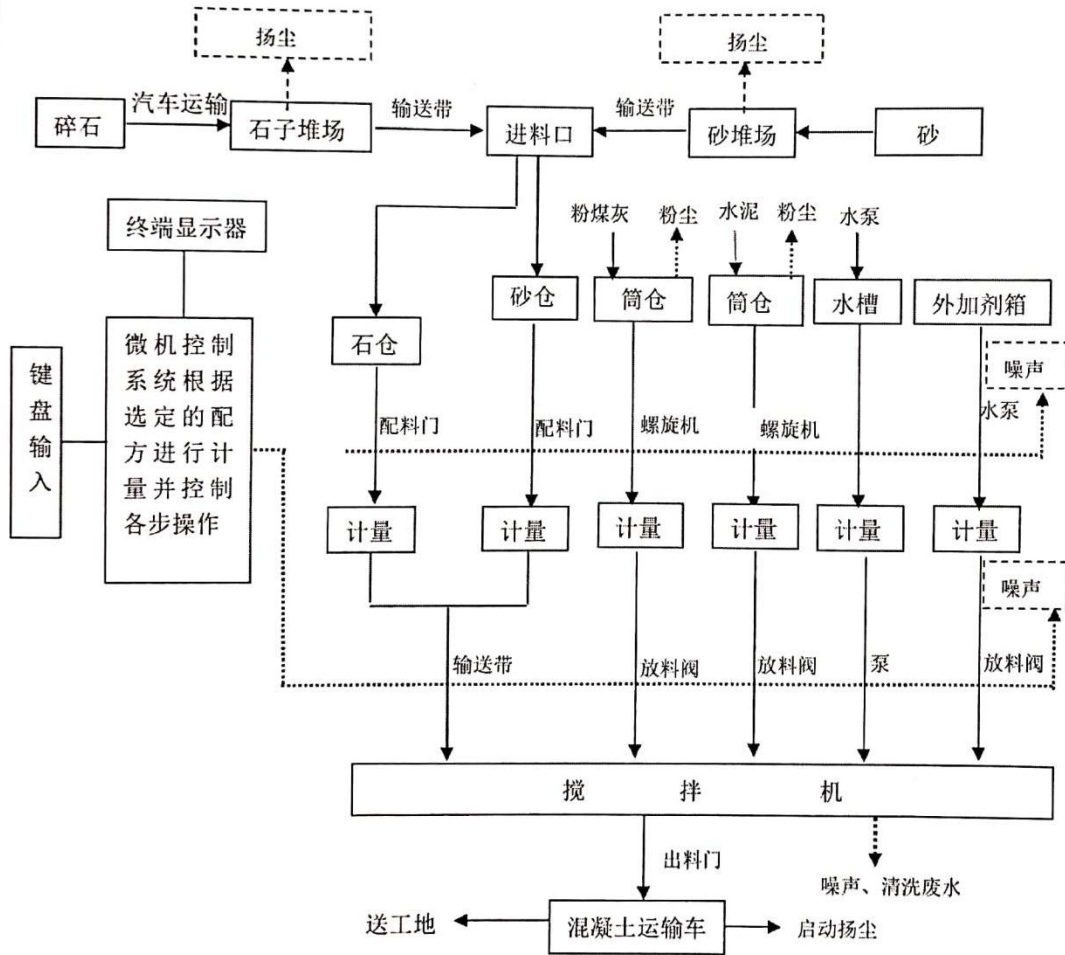 扬尘
扬尘
碎石
汽车运输
石子堆场
输送带
进料口
输送带
砂堆场
砂
终端显示器
粉煤灰
粉尘
水泥
粉尘
水泵
砂仓
筒仓
筒仓
水槽
外加剂箱
石仓
键盘输入
微机控制
系统根据
选定的配
方进行计
量并控制
各步操作
噪声
配料门
配料门
螺旋机
螺旋机
水泵
计量
计量
计量
计量
计量
计量
噪声
输送带
放料阀
放料阀
泵
放料阀
搅拌机
出料门
噪声、清洗废水
送工地
混凝土运输车
启动扬尘